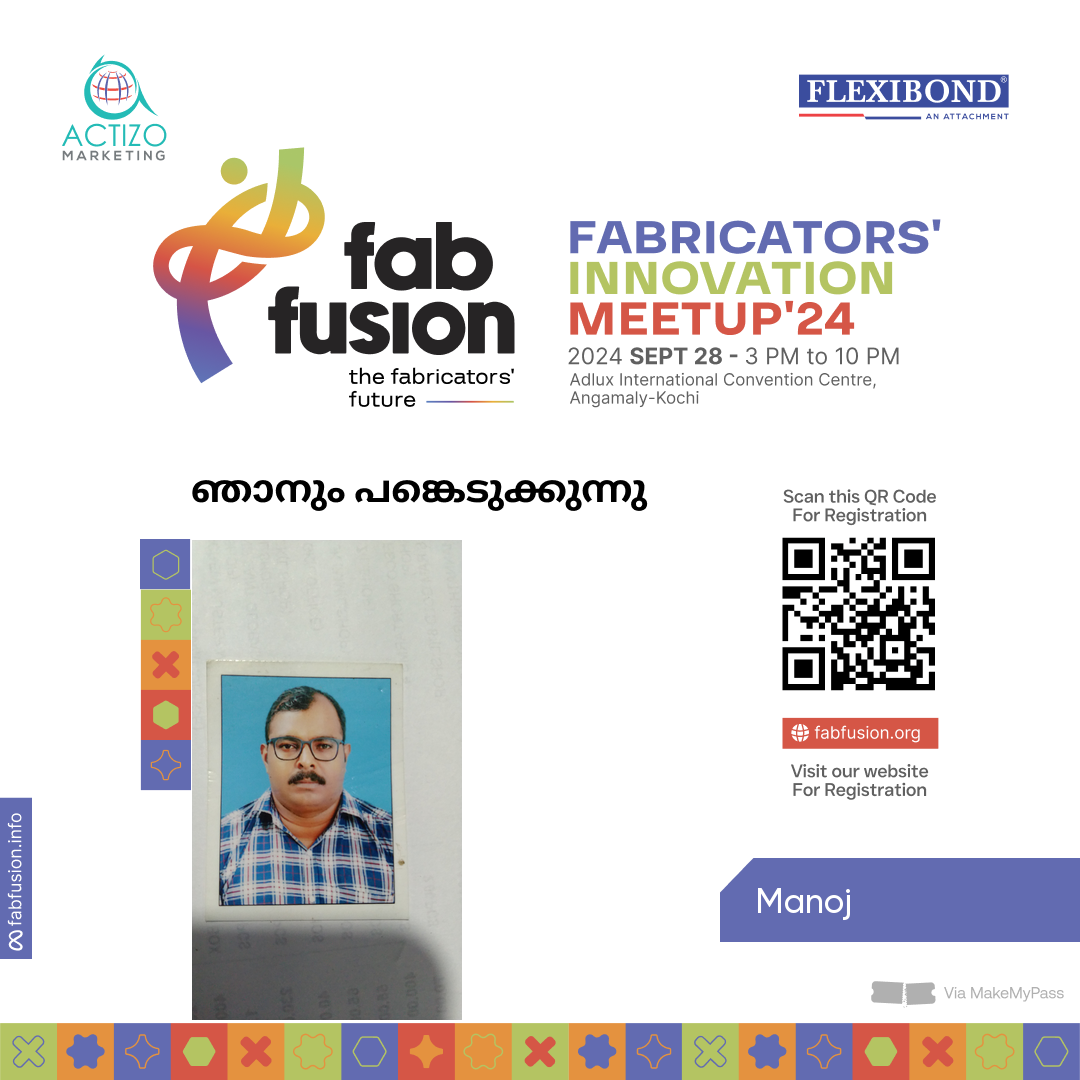 ACTIZO
MARKETING
FLEXIBOND®
AN ATTACHMENT
fab
fusion
the fabricators'
future
FABRICATORS'
INNOVATION
MEETUP'24
2024 SEPT 28 - 3 PM to 10 PM
Adlux International Convention Centre,
Angamaly-Kochi
ഞാനും പങ്കെടുക്കുന്നു
Scan this QR Code
For Registration
fabfusion.org
Visit our website
For Registration
fabfusion.info
Manoj
Via MakeMyPass